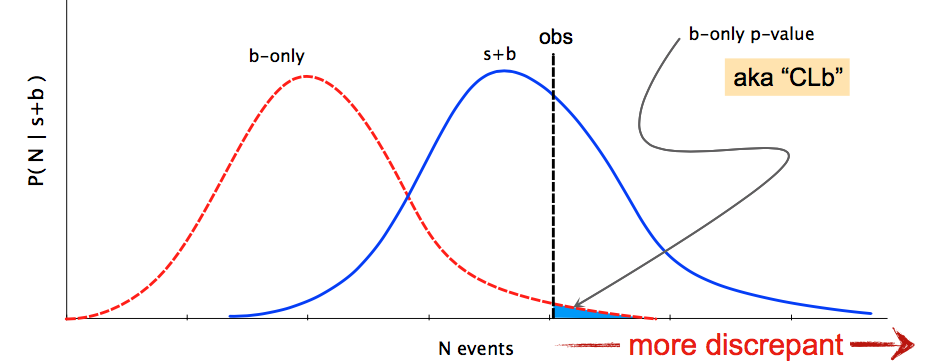 b-only
s+b
obs
b-only p-value
aka “CLb”
P( N | s+b )
N events
more discrepant